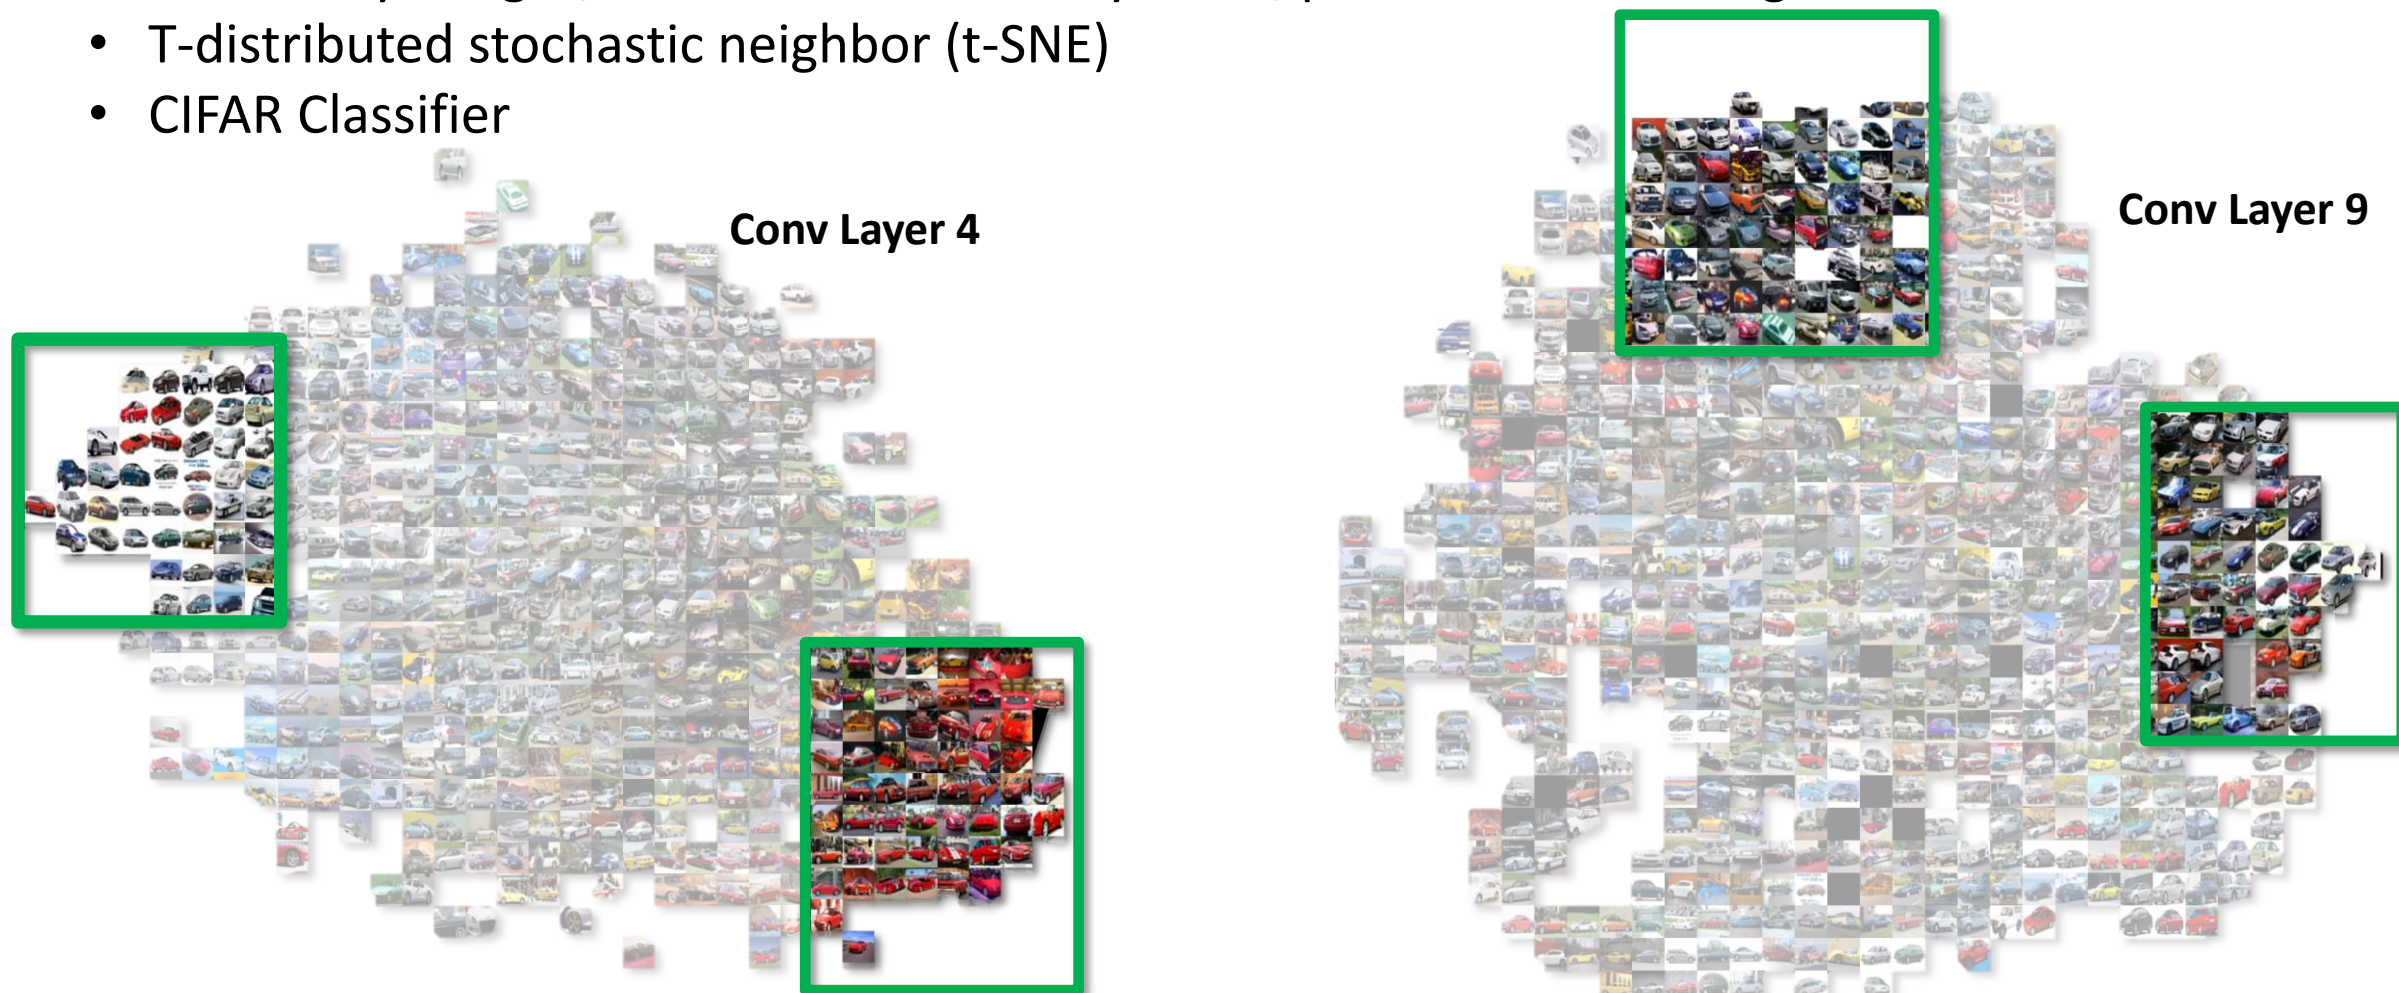 • T-distributed stochastic neighbor (t-SNE)
• CIFAR Classifier
Conv Layer 4
Conv Layer 9